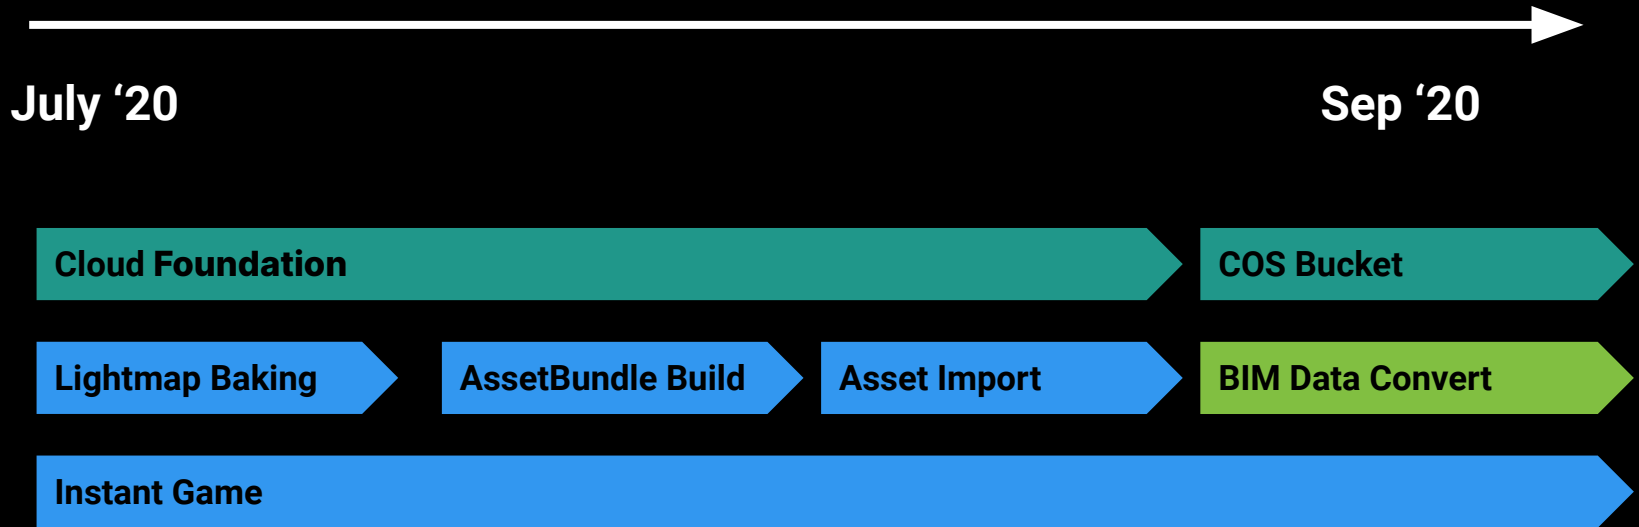 July ‘20
Sep ‘20
Cloud Foundation
COS Bucket
Lightmap Baking
AssetBundle Build
Asset Import
BIM Data Convert
Instant Game